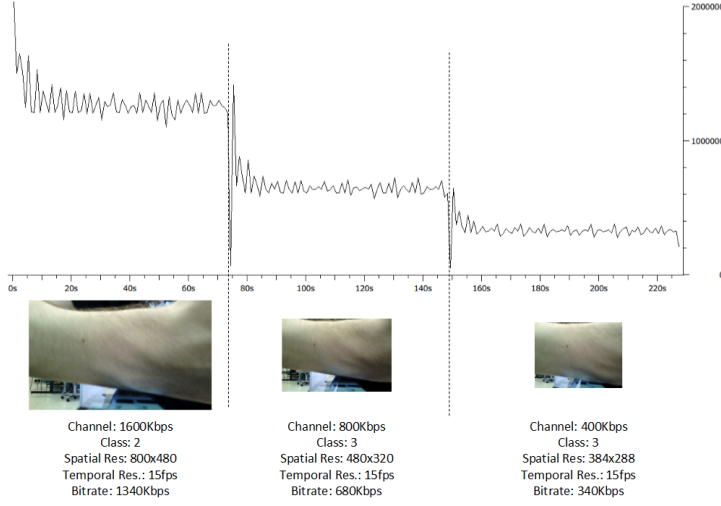 2000000
1000000
0
0s 20s 40s 60s 80s 100s 120s 140s 160s 180s 200s 220s
Channel: 1600Kbps
Class: 2
Spatial Res: 800x480
Temporal Res.: 15fps
Bitrate: 1340Kbps
Channel: 800Kbps
Class: 3
Spatial Res: 480x320
Temporal Res.: 15fps
Bitrate: 680Kbps
Channel: 400Kbps
Class: 3
Spatial Res: 384x288
Temporal Res.: 15fps
Bitrate: 340Kbps